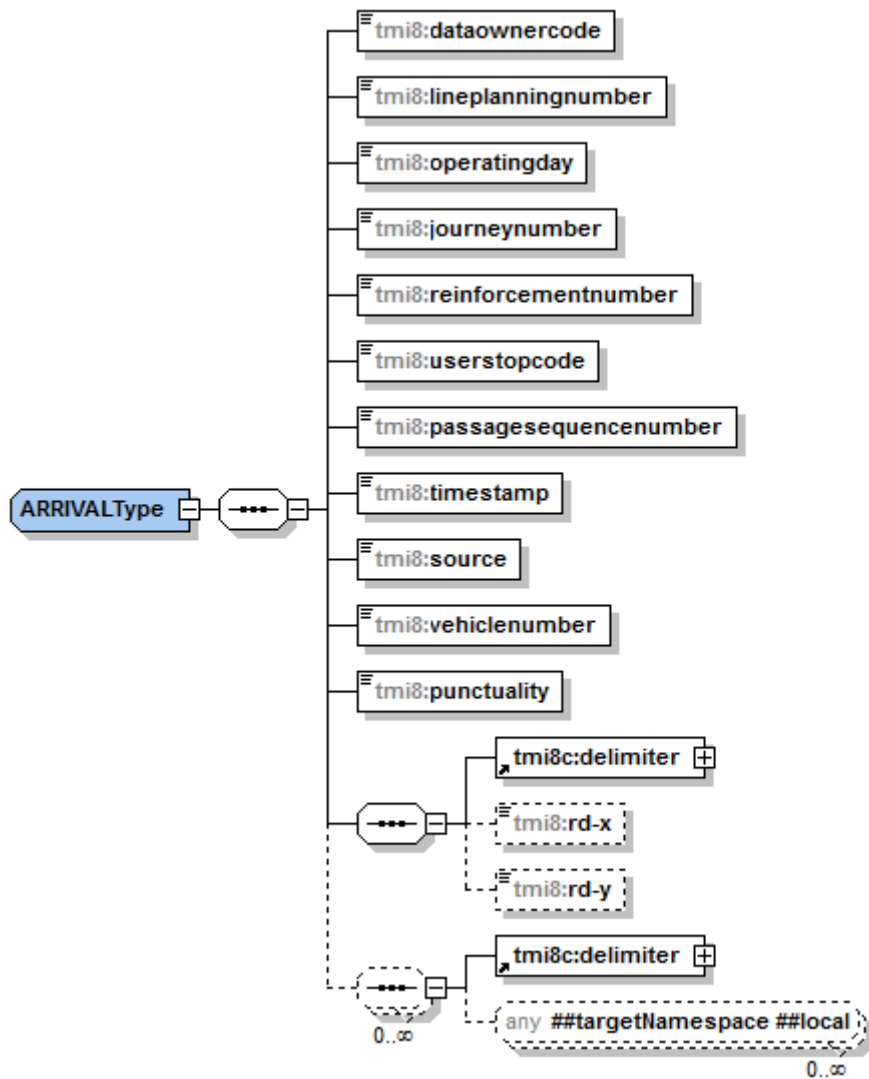 tmi8:dataownercode
tmi8:lineplanningnumber
tmi8:operatingday
tmi8:journeynumber
tmi8:reinforcementnumber
tmi8:userstopcode
tmi8:passagesequencenumber
ARRIVALType
tmi8:timestamp
tmi8:source
tmi8:vehiclenumber
tmi8:punctuality
tmi8c:delimiter
tmi8:rd-x
tmi8:rd-y
tmi8c:delimiter
any ##targetNamespace ##local
0..∞
0..∞